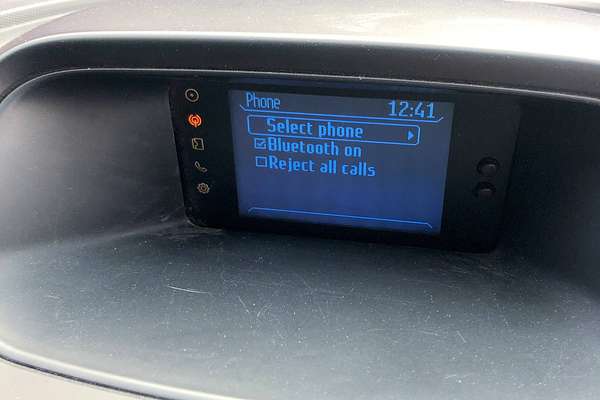 Phone
12:41
Select phone
Bluetooth on
Reject all calls